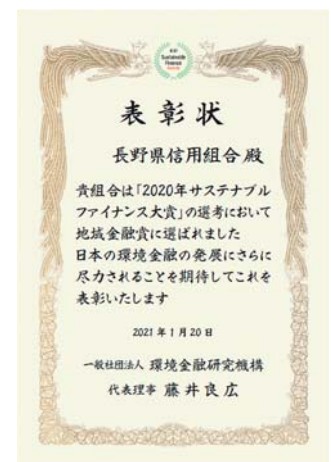 Sustainable
Finance
表彰状
長野県信用組合殿
貴組合は「2020年サステナブル
ファイナンス大賞」の選考において
地域金融賞に選ばれました
日本の環境金融の発展にさらに
尽力されることを期待してこれを
表彰いたします
2021年1月20日
一般社団法人 環境金融研究機構
代表理事 藤井良広